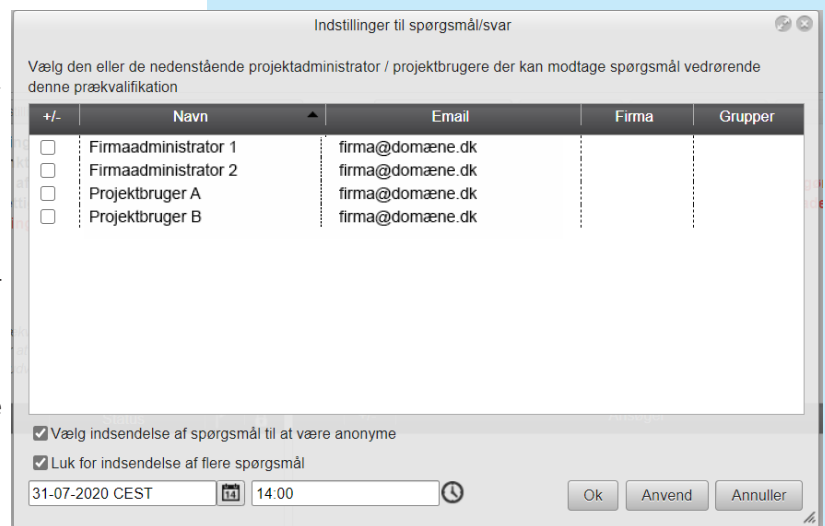 Indstillinger til spørgsmål/svar
Vælg den eller de nedenstående projektadministrator / projektbrugere der kan modtage spørgsmål vedrørende
denne prækvalifikation
+/- Navn Email Firma Grupper
Firmaadministrator 1 firma@domæne.dk
Firmaadministrator 2 firma@domæne.dk
Projektbruger A firma@domæne.dk
Projektbruger B firma@domæne.dk
Vælg indsendelse af spørgsmål til at være anonyme
Luk for indsendelse af flere spørgsmål
31-07-2020 CEST 14 14:00 Ok Anvend Annuller